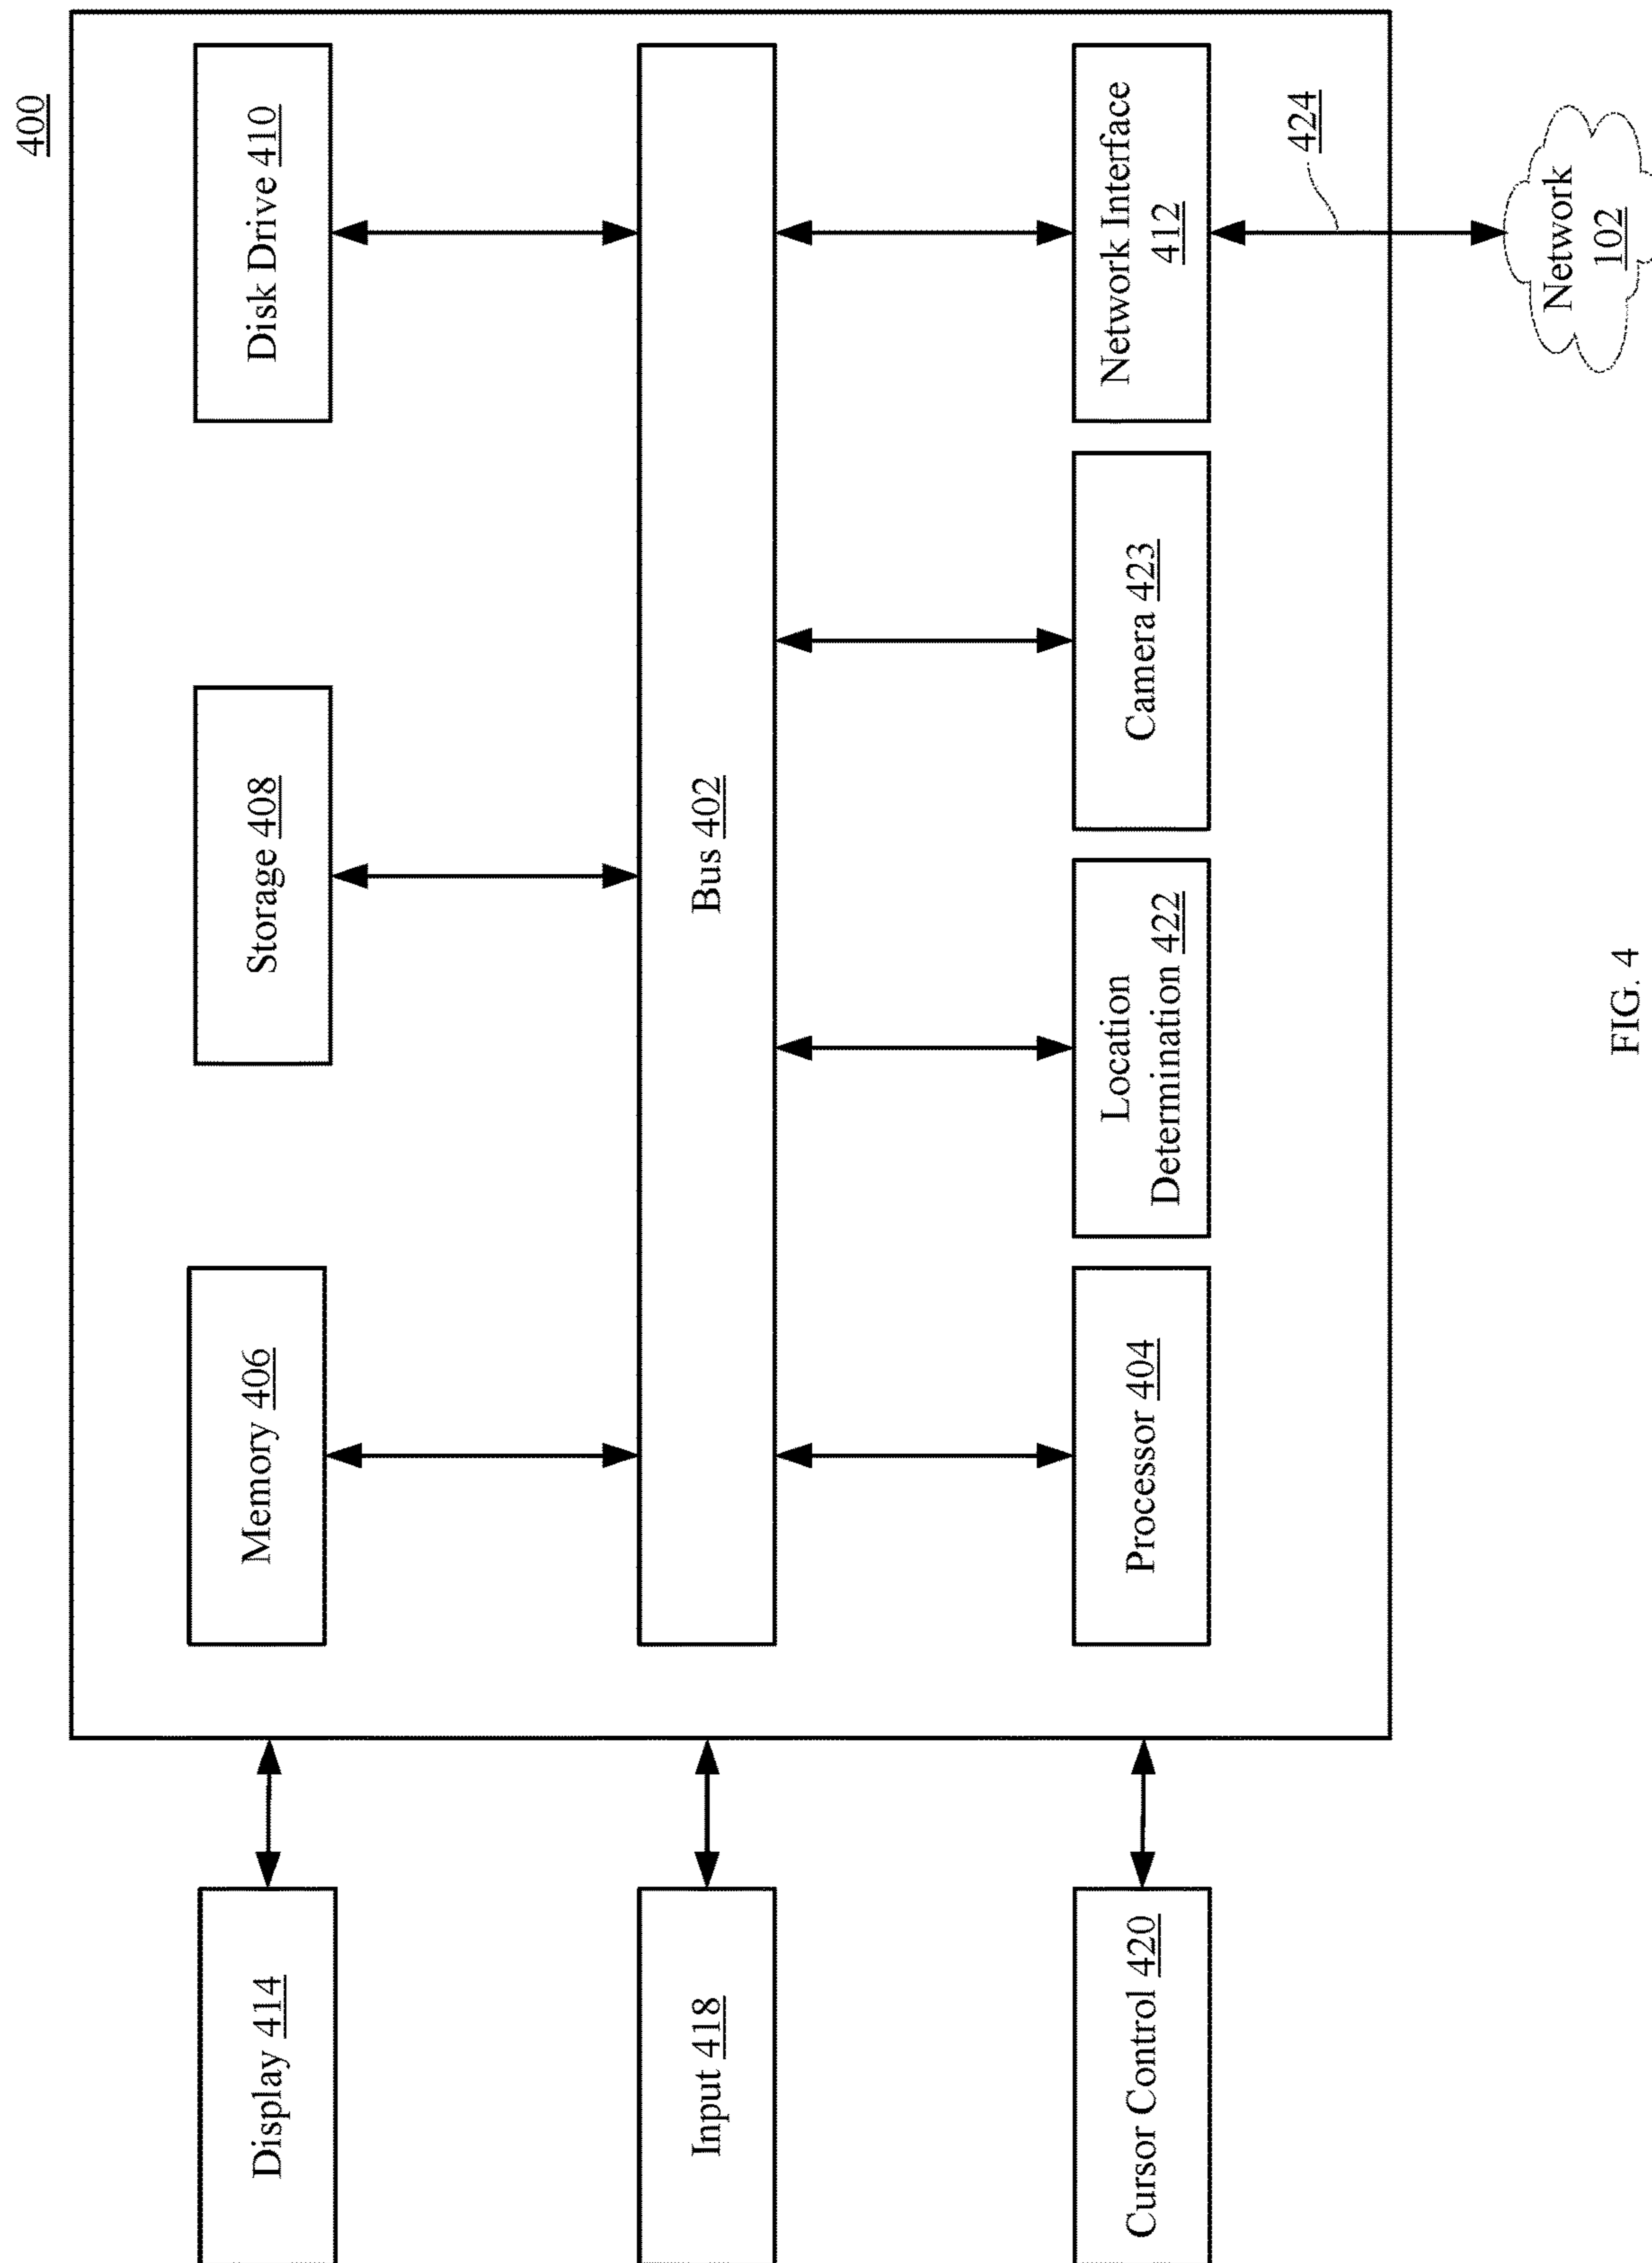 400
Display 414
Memory 406
Storage 408
Disk Drive 410
Input 418
Bus 402
Cursor Control 420
Processor 404
Location
Determination 422
Camera 423
Network Interface
412
424
Network
102
FIG. 4